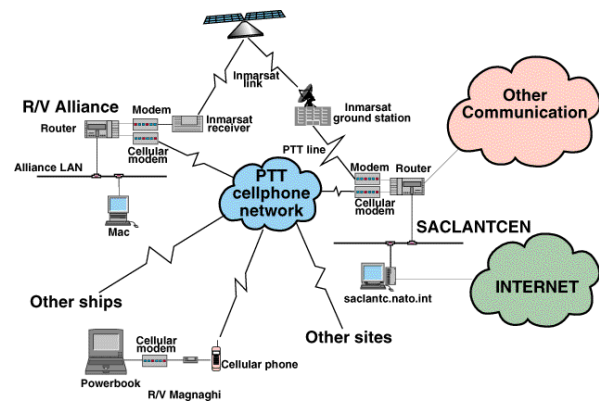 Inmarsat
link
R/V Alliance
Modem
Router
Inmarsat
receiver
Cellular
modem
Inmarsat
ground station
Other
Communication
PTT line
Alliance LAN
Mac
PTT
cellphone
network
Modem
Router
Cellular
modem
SACLANTCEN
saclantc.nato.int
INTERNET
Other ships
Other sites
Cellular
modem
Cellular phone
Powerbook
R/V Magnaghi